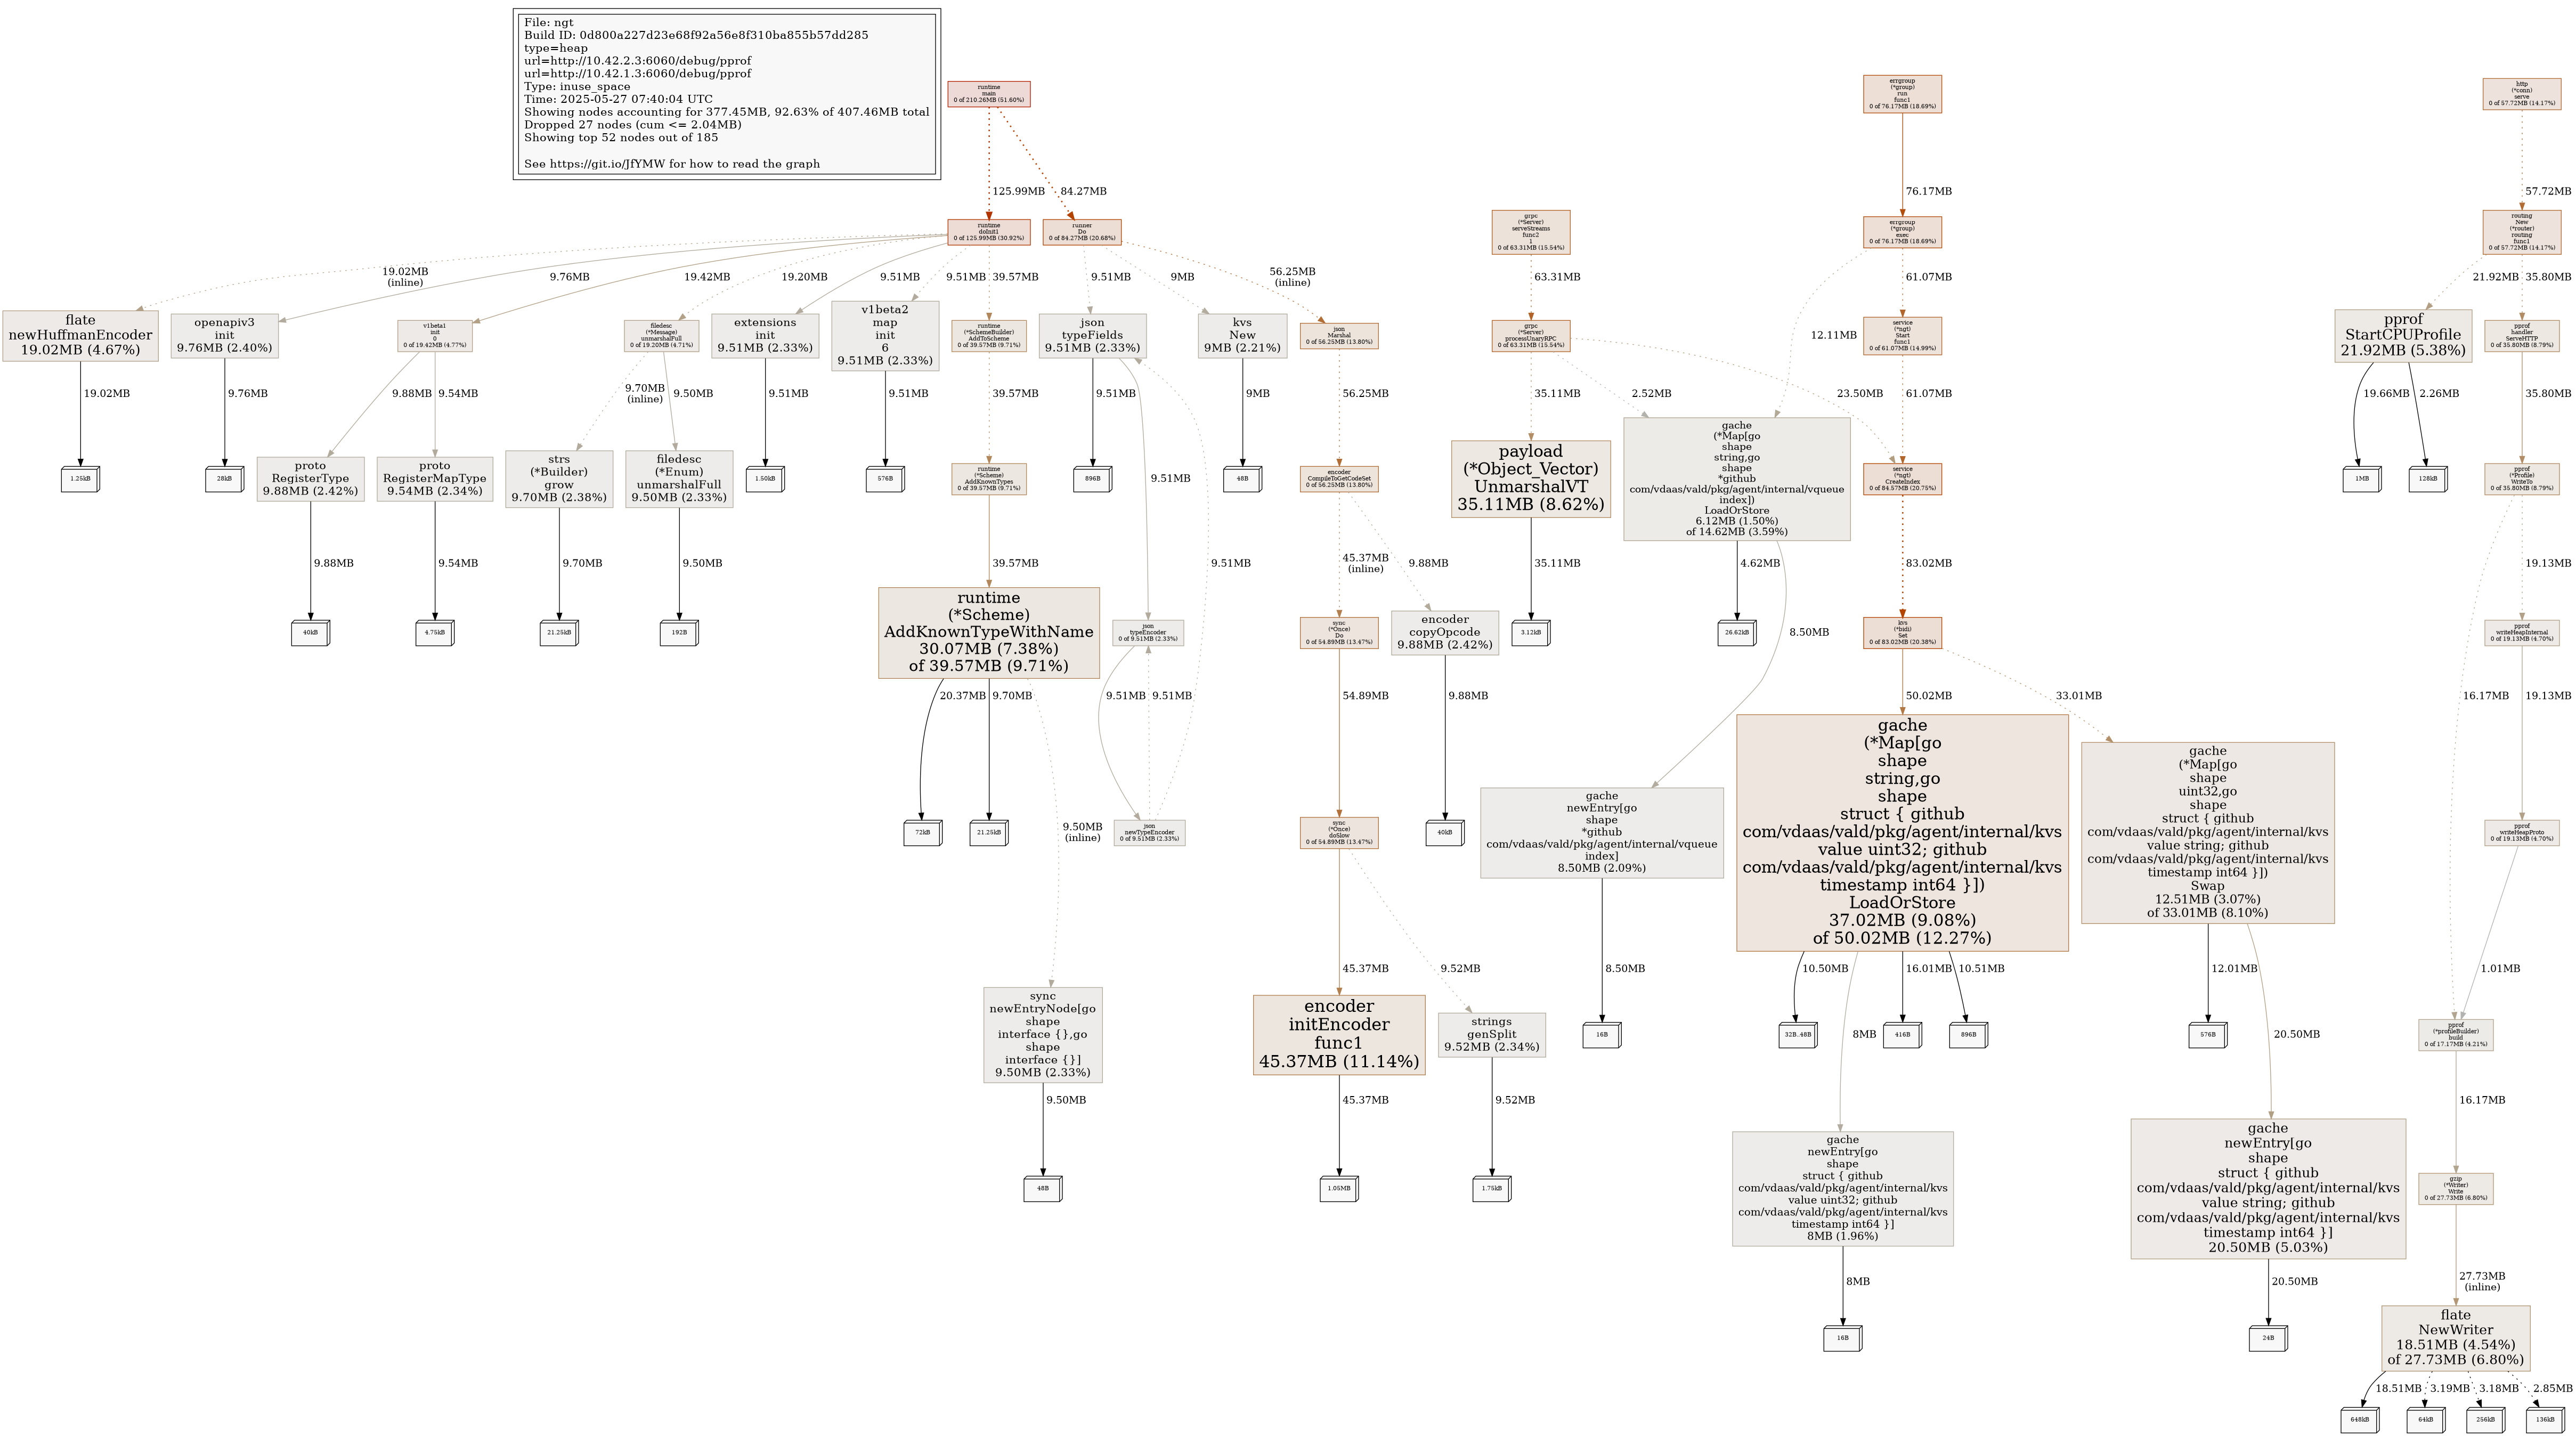 File: ngt
Build ID: 0d800a227d23e68f92a56e8f310ba855b57dd285
type=heap
url=http://10.42.2.3:6060/debug/pprof
url=http://10.42.1.3:6060/debug/pprof
Type: inuse_space
Time: 2025-05-27 07:40:04 UTC
Showing nodes accounting for 377.45MB, 92.63% of 407.46MB total
Dropped 27 nodes (cum <= 2.04MB)
Showing top 52 nodes out of 185
See https://git.io/JfYMW for how to read the graph
runtime
main
0 of 210.26MB (51.60%)
errgroup
(*group)
run
func1
0 of 76.17MB (18.69%)
http
(*conn)
serve
0 of 57.72MB (14.17%)
125.99MB
84.27MB
76.17MB
57.72MB
runtime
doInit1
0 of 125.99MB (30.92%)
runner
Do
0 of 84.27MB (20.68%)
grpc
(*Server)
serveStreams
func2
1
0 of 63.31MB (15.54%)
errgroup
(*group)
exec
0 of 76.17MB (18.69%)
routing
New
(*router)
routing
func1
0 of 57.72MB (14.17%)
19.02MB
(inline)
9.76MB
19.42MB
19.20MB
9.51MB
9.51MB
39.57MB
9.51MB
9MB
56.25MB
(inline)
63.31MB
12.11MB
61.07MB
21.92MB
35.80MB
flate
newHuffmanEncoder
19.02MB (4.67%)
openapiv3
init
9.76MB (2.40%)
v1beta1
init
0
0 of 19.42MB (4.77%)
filedesc
(*Message)
unmarshalFull
0 of 19.20MB (4.71%)
extensions
init
9.51MB (2.33%)
v1beta2
map
init
6
9.51MB (2.33%)
runtime
(*SchemeBuilder)
AddToScheme
0 of 39.57MB (9.71%)
json
typeFields
9.51MB (2.33%)
kvs
New
9MB (2.21%)
json
Marshal
0 of 56.25MB (13.80%)
grpc
(*Server)
processUnaryRPC
0 of 63.31MB (15.54%)
service
(*ngt)
Start
func1
0 of 61.07MB (14.99%)
pprof
StartCPUProfile
21.92MB (5.38%)
pprof
handler
ServeHTTP
0 of 35.80MB (8.79%)
19.02MB
9.76MB
9.88MB
9.54MB
9.70MB
(inline)
9.50MB
9.51MB
9.51MB
39.57MB
9.51MB
9.51MB
9MB
56.25MB
35.11MB
2.52MB
23.50MB
61.07MB
19.66MB
2.26MB
35.80MB
1.25kB
28kB
proto
RegisterType
9.88MB (2.42%)
proto
RegisterMapType
9.54MB (2.34%)
strs
(*Builder)
grow
9.70MB (2.38%)
filedesc
(*Enum)
unmarshalFull
9.50MB (2.33%)
1.50kB
576B
runtime
(*Scheme)
AddKnownTypes
0 of 39.57MB (9.71%)
896B
48B
encoder
CompileToGetCodeSet
0 of 56.25MB (13.80%)
payload
(*Object_Vector)
UnmarshalVT
35.11MB (8.62%)
gache
(*Map[go
shape
string,go
shape
*github
com/vdaas/vald/pkg/agent/internal/vqueue
index])
LoadOrStore
6.12MB (1.50%)
of 14.62MB (3.59%)
service
(*ngt)
CreateIndex
0 of 84.57MB (20.75%)
1MB
128kB
pprof
(*Profile)
WriteTo
0 of 35.80MB (8.79%)
9.88MB
9.54MB
9.70MB
9.50MB
39.57MB
9.51MB
45.37MB
(inline)
9.88MB
35.11MB
4.62MB
8.50MB
83.02MB
16.17MB
19.13MB
40kB
4.75kB
21.25kB
192B
runtime
(*Scheme)
AddKnownTypeWithName
30.07MB (7.38%)
of 39.57MB (9.71%)
json
typeEncoder
0 of 9.51MB (2.33%)
sync
(*Once)
Do
0 of 54.89MB (13.47%)
encoder
copyOpcode
9.88MB (2.42%)
3.12kB
26.62kB
kvs
(*bidi)
Set
0 of 83.02MB (20.38%)
pprof
writeHeapInternal
0 of 19.13MB (4.70%)
20.37MB
9.70MB
9.50MB
(inline)
9.51MB
9.51MB
54.89MB
9.88MB
50.02MB
33.01MB
19.13MB
72kB
21.25kB
json
newTypeEncoder
0 of 9.51MB (2.33%)
sync
(*Once)
doSlow
0 of 54.89MB (13.47%)
40kB
gache
newEntry[go
shape
*github
com/vdaas/vald/pkg/agent/internal/vqueue
index]
8.50MB (2.09%)
gache
(*Map[go
shape
string,go
shape
struct { github
com/vdaas/vald/pkg/agent/internal/kvs
value uint32; github
com/vdaas/vald/pkg/agent/internal/kvs
timestamp int64 }])
LoadOrStore
37.02MB (9.08%)
of 50.02MB (12.27%)
gache
(*Map[go
shape
uint32,go
shape
struct { github
com/vdaas/vald/pkg/agent/internal/kvs
value string; github
com/vdaas/vald/pkg/agent/internal/kvs
timestamp int64 }])
Swap
12.51MB (3.07%)
of 33.01MB (8.10%)
pprof
writeHeapProto
0 of 19.13MB (4.70%)
45.37MB
9.52MB
8.50MB
10.50MB
8MB
16.01MB
10.51MB
12.01MB
20.50MB
1.01MB
sync
newEntryNode[go
shape
interface {},go
shape
interface {}]
9.50MB (2.33%)
encoder
initEncoder
func1
45.37MB (11.14%)
strings
genSplit
9.52MB (2.34%)
16B
32B..48B
416B
896B
576B
pprof
(*profileBuilder)
build
0 of 17.17MB (4.21%)
9.50MB
45.37MB
9.52MB
16.17MB
48B
1.05MB
1.75kB
gache
newEntry[go
shape
struct { github
com/vdaas/vald/pkg/agent/internal/kvs
value uint32; github
com/vdaas/vald/pkg/agent/internal/kvs
timestamp int64 }]
8MB (1.96%)
gache
newEntry[go
shape
struct { github
com/vdaas/vald/pkg/agent/internal/kvs
value string; github
com/vdaas/vald/pkg/agent/internal/kvs
timestamp int64 }]
20.50MB (5.03%)
gzip
(*Writer)
Write
0 of 27.73MB (6.80%)
8MB
20.50MB
27.73MB
(inline)
16B
24B
flate
NewWriter
18.51MB (4.54%)
of 27.73MB (6.80%)
18.51MB
3.19MB
3.18MB
2.85MB
648kB
64kB
256kB
136kB